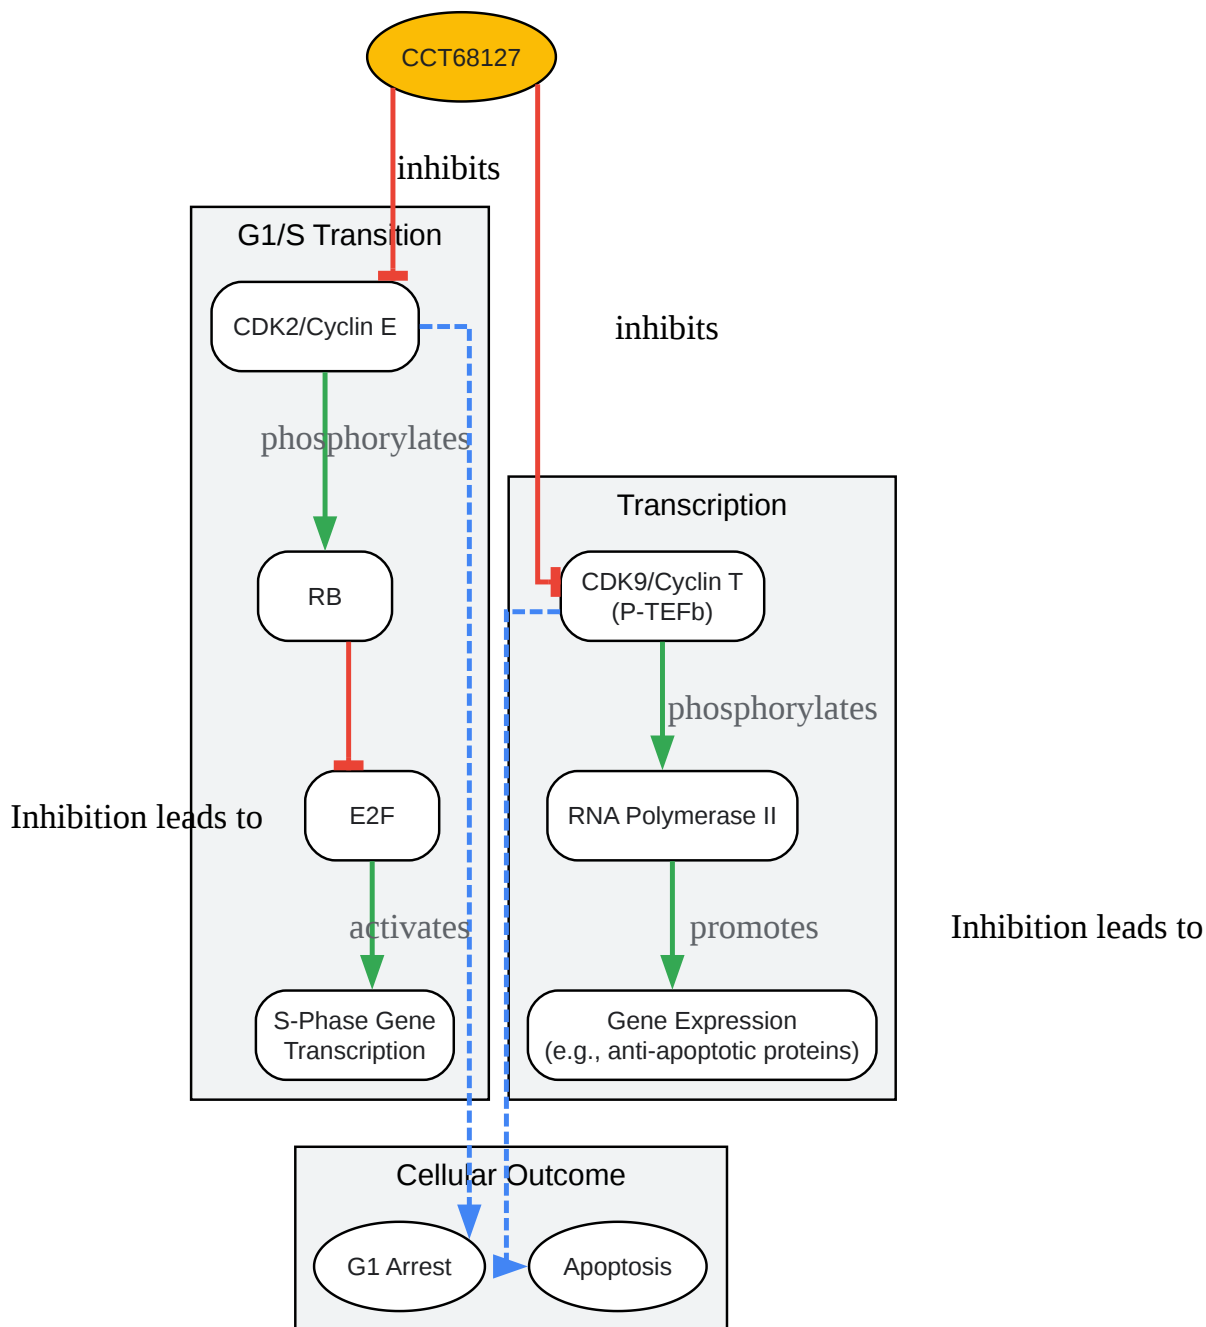 CCT68127
inhibits
G1/S Transition
CDK2/Cyclin E
inhibits
phosphorylates
Transcription
RB
CDK9/Cyclin T
(P-TEFb)
phosphorylates
Inhibition leads to
E2F
RNA Polymerase II
activates
promotes
Inhibition leads to
S-Phase Gene
Transcription
Gene Expression
(e.g., anti-apoptotic proteins)
Cellular Outcome
G1 Arrest
Apoptosis